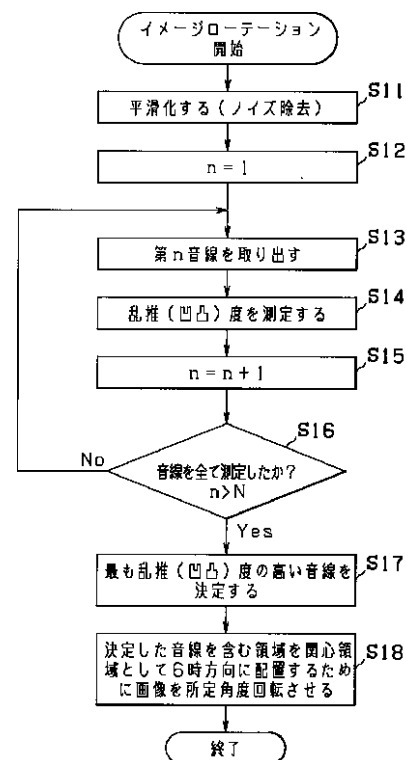 イメージローテーション
開始
S11
平滑化する(ノイズ除去)
S12
n=1
S13
第n音線を取り出す
S14
乱推(凹凸)度を測定する
S15
n=n+1
S16
音線を全て測定したか?
n>N
No
Yes
S17
最も乱推(凹凸)度の高い音線を
決定する
S18
決定した音線を含む領域を関心領
域として6時方向に配置するため
に画像を所定角度回転させる
終了